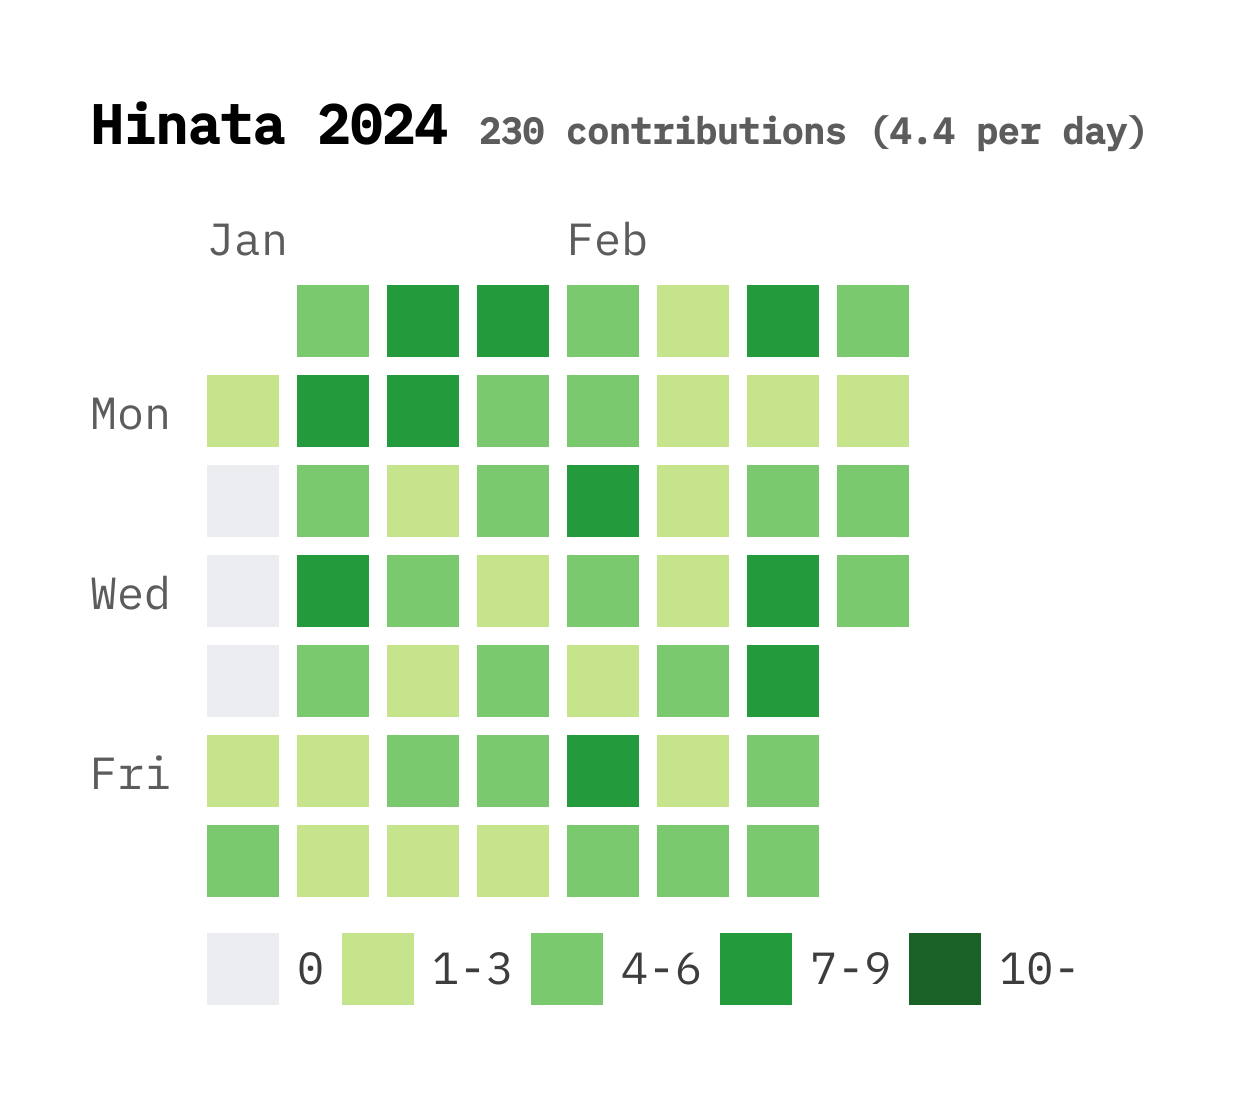 Hinata 2024 230 contributions (4.4 per day)
Jan Feb
Mon
Wed
Fri
0 1-3 4-6 7-9 10-